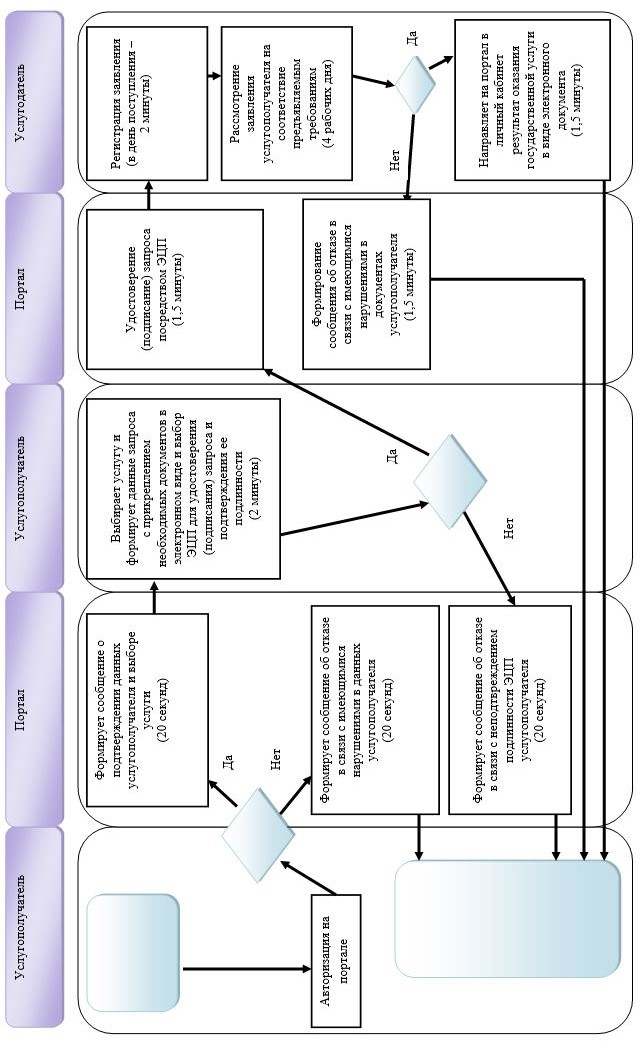 Услугополучатель
Портал
Услугополучатель
Портал
Услугодатель
Авторизация на
портале
Формирует сообщение о
подтверждении данных
услугополучателя и выборе
услуги
(20 секунд)
Да
Нет
Формирует сообщение об отказе
в связи с имеющимися
нарушениями в данных
услугополучателя
(20 секунд)
Формирует сообщение об отказе
в связи с неподтверждением
подлинности ЭЦП
услугополучателя
(20 секунд)
Выбирает услугу и
формирует данные запроса
с прикреплением
необходимых документов в
электронном виде и выбор
ЭЦП для удостоверения
(подписания) запроса и
подтверждения ее
подлинности
(2 минуты)
Да
Нет
Удостоверение
(подписание) запроса
посредством ЭЦП
(1,5 минуты)
Формирование
сообщения об отказе в
связи с имеющимися
нарушениями в
документах
услугополучателя
(1,5 минуты)
Регистрация заявления
(в день поступления –
2 минуты)
Рассмотрение
заявления
услугополучателя на
соответствие
предъявляемым
требованиям
(4 рабочих дня)
Да
Нет
Направляет на портал в
личный кабинет
результат оказания
государственной услуги
в виде электронного
документа
(1,5 минуты)